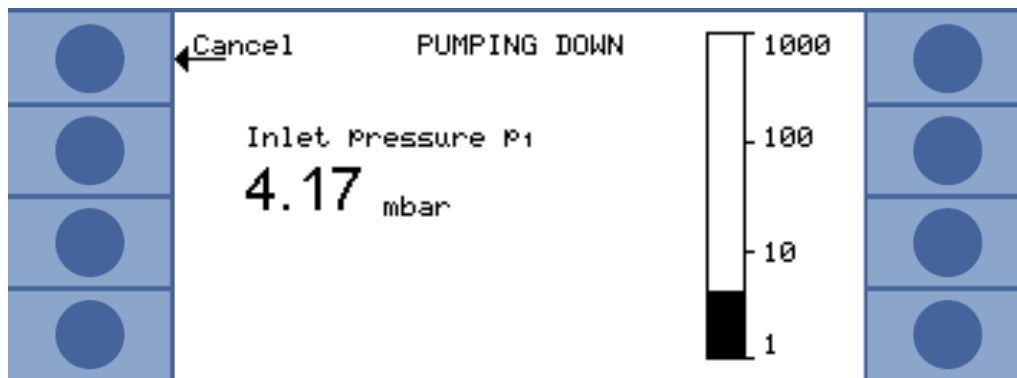 Cancel PUMPING DOWN
Inlet pressure p1
4.17 mbar
1000
100
10
1